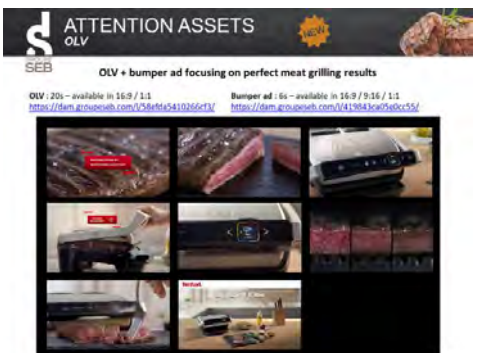 ATTENTION ASSETS
OLV
NEW
SEB
OLV + bumper ad focusing on perfect meat grilling results
OLV : 20s – available in 16:9 / 1:1
https://dam.groupeseb.com/i/58efda5410266cf3/
Bumper ad : 6s – available in 16:9 / 9:16 / 1:1
https://dam.groupeseb.com/i/419843ca05e0cc55/